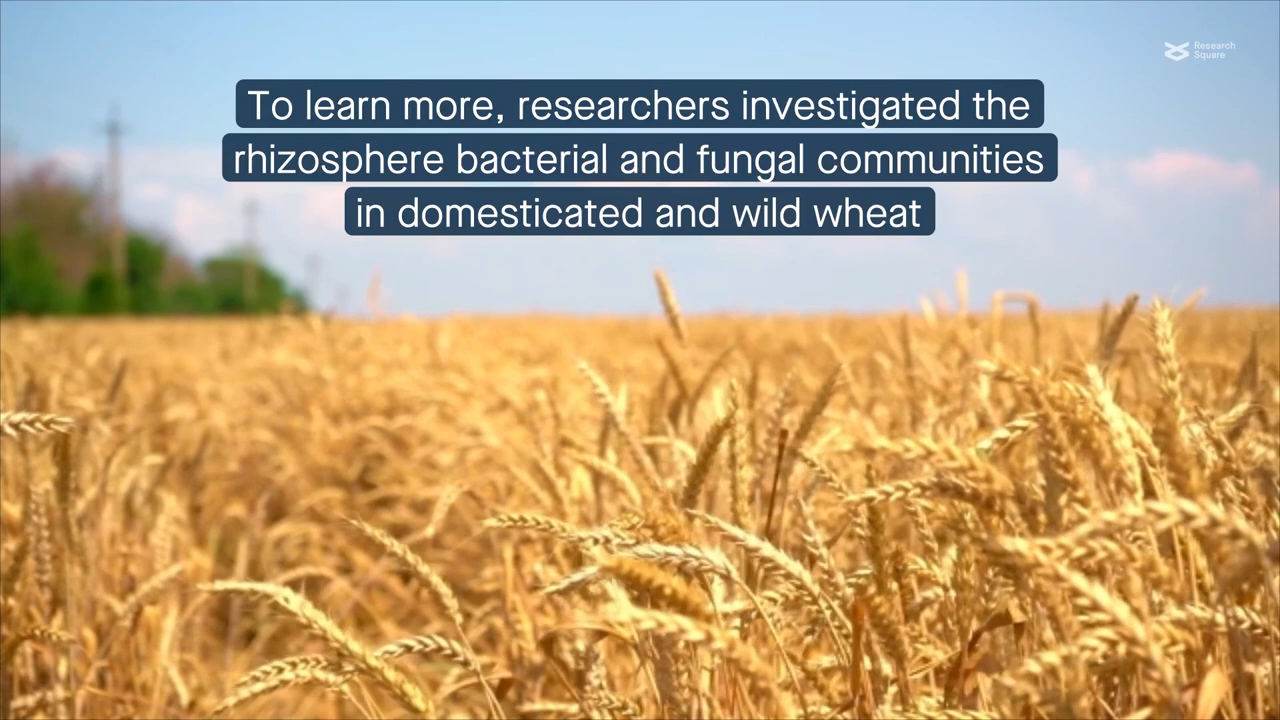 Research
Square
To learn more, researchers investigated the
rhizosphere bacterial and fungal communities
in domesticated and wild wheat